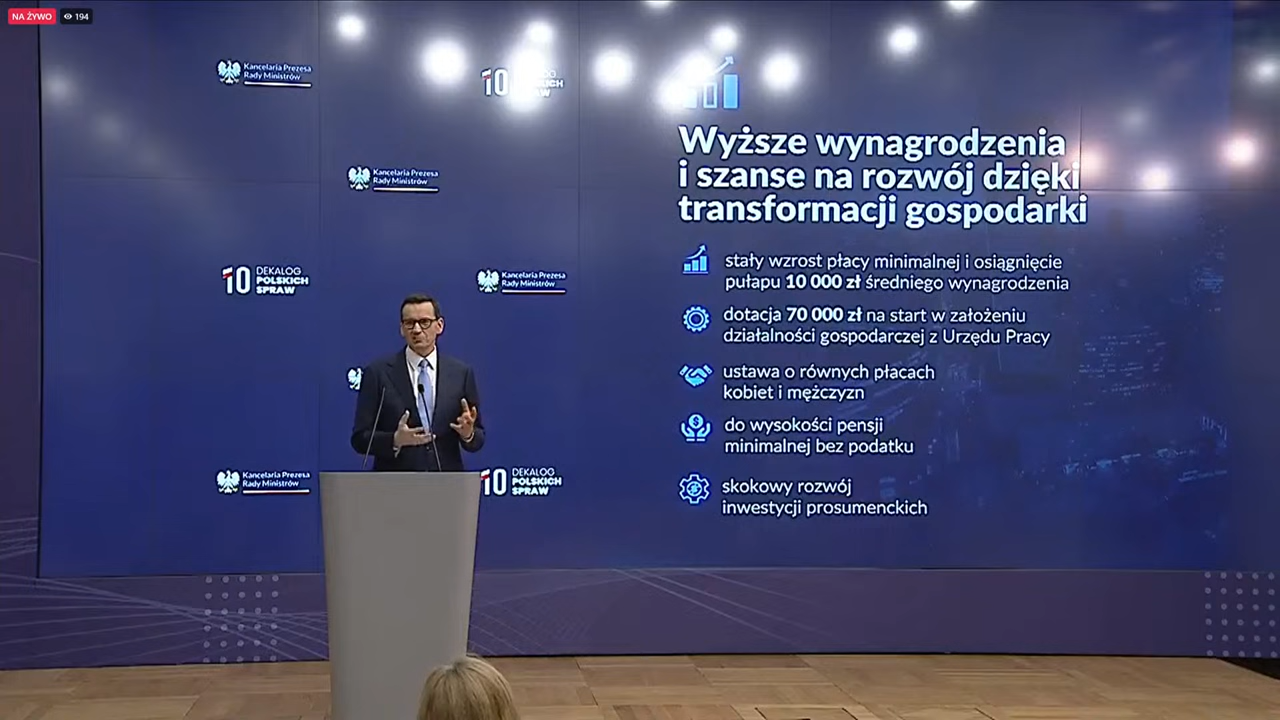 NA ŻYWO
194
Kancelaria Prezesa
Rady Ministrów
10
Kancelaria Prezesa
Rady Ministrów
10 DEKALOG
POLSKICH
SPRAW
Kancelaria Prezesa
Rady Ministrów
Kancelaria Prezesa
Rady Ministrów
10 DEKALOG
POLSKICH
SPRAW
Wyższe wynagrodzenia
i szanse na rozwój dzięki
transformacji gospodarki
stały wzrost płacy minimalnej i osiągnięcie
pułapu 10 000 zł średniego wynagrodzenia
dotacja 70 000 zł na start w założeniu
działalności gospodarczej z Urzędu Pracy
ustawa o równych płacach
kobiet i mężczyzn
do wysokości pensji
minimalnej bez podatku
skokowy rozwój
inwestycji prosumenckich